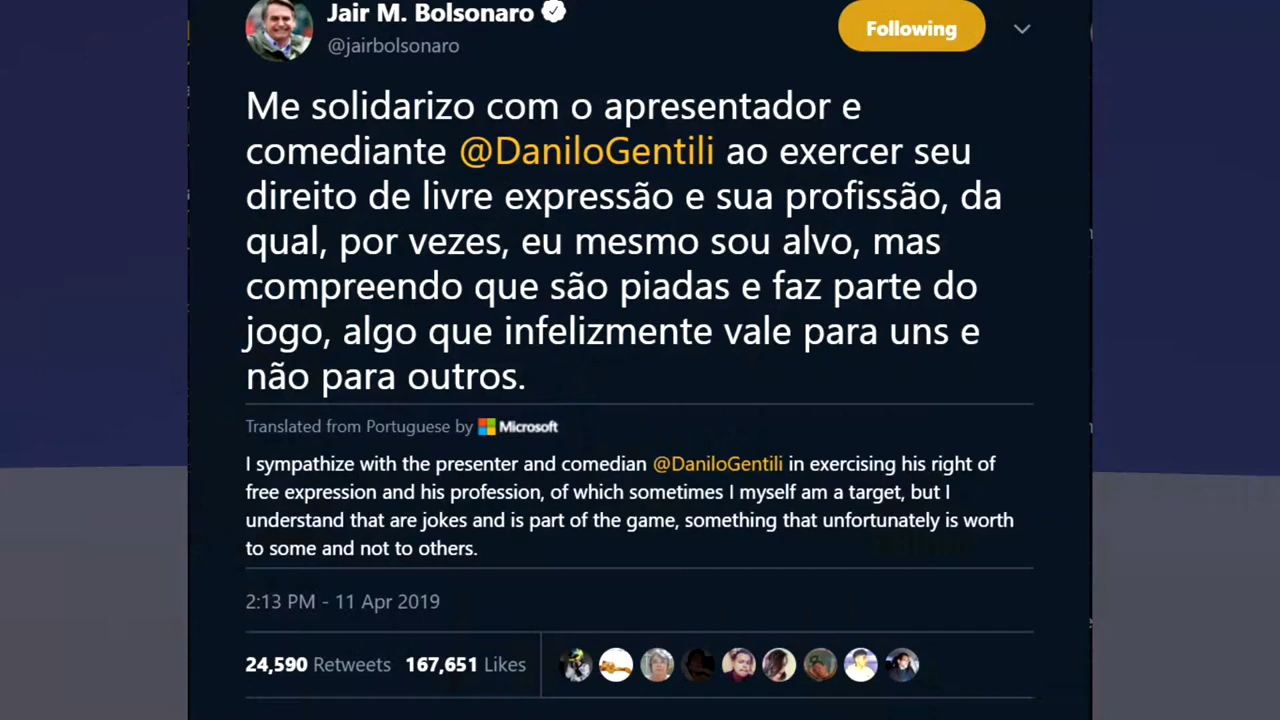 Jair M. Bolsonaro
@jairbolsonaro
Following
Me solidarizo com o apresentador e
comediante @DaniloGentili ao exercer seu
direito de livre expressão e sua profissão, da
qual, por vezes, eu mesmo sou alvo, mas
compreendo que são piadas e faz parte do
jogo, algo que infelizmente vale para uns e
não para outros.
Translated from Portuguese by Microsoft
I sympathize with the presenter and comedian @DaniloGentili in exercising his right of
free expression and his profession, of which sometimes I myself am a target, but I
understand that are jokes and is part of the game, something that unfortunately is worth
to some and not to others.
2:13 PM - 11 Apr 2019
24,590 Retweets 167,651 Likes